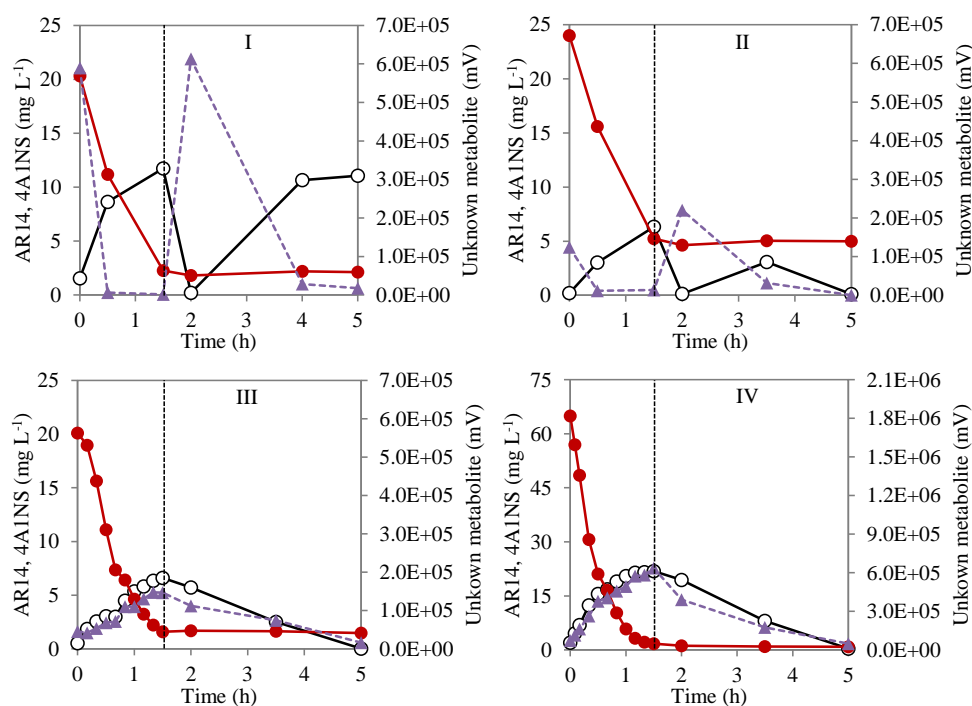 I
AR14, 4A1NS (mg L-1)
25
20
15
10
5
0
0 1 2 3 4 5
Time (h)
7.0E+05
6.0E+05
5.0E+05
4.0E+05
3.0E+05
2.0E+05
1.0E+05
0.0E+00
Unknown metabolite (mV)
II
AR14, 4A1NS (mg L-1)
25
20
15
10
5
0
0 1 2 3 4 5
Time (h)
7.0E+05
6.0E+05
5.0E+05
4.0E+05
3.0E+05
2.0E+05
1.0E+05
0.0E+00
Unknown metabolite (mV)
III
AR14, 4A1NS (mg L-1)
25
20
15
10
5
0
0 1 2 3 4 5
Time (h)
7.0E+05
6.0E+05
5.0E+05
4.0E+05
3.0E+05
2.0E+05
1.0E+05
0.0E+00
Unkown metabolite (mV)
IV
AR14, 4A1NS (mg L-1)
75
60
45
30
15
0
0 1 2 3 4 5
Time (h)
2.1E+06
1.8E+06
1.5E+06
1.2E+06
9.0E+05
6.0E+05
3.0E+05
0.0E+00
Unknown metabolite (mV)